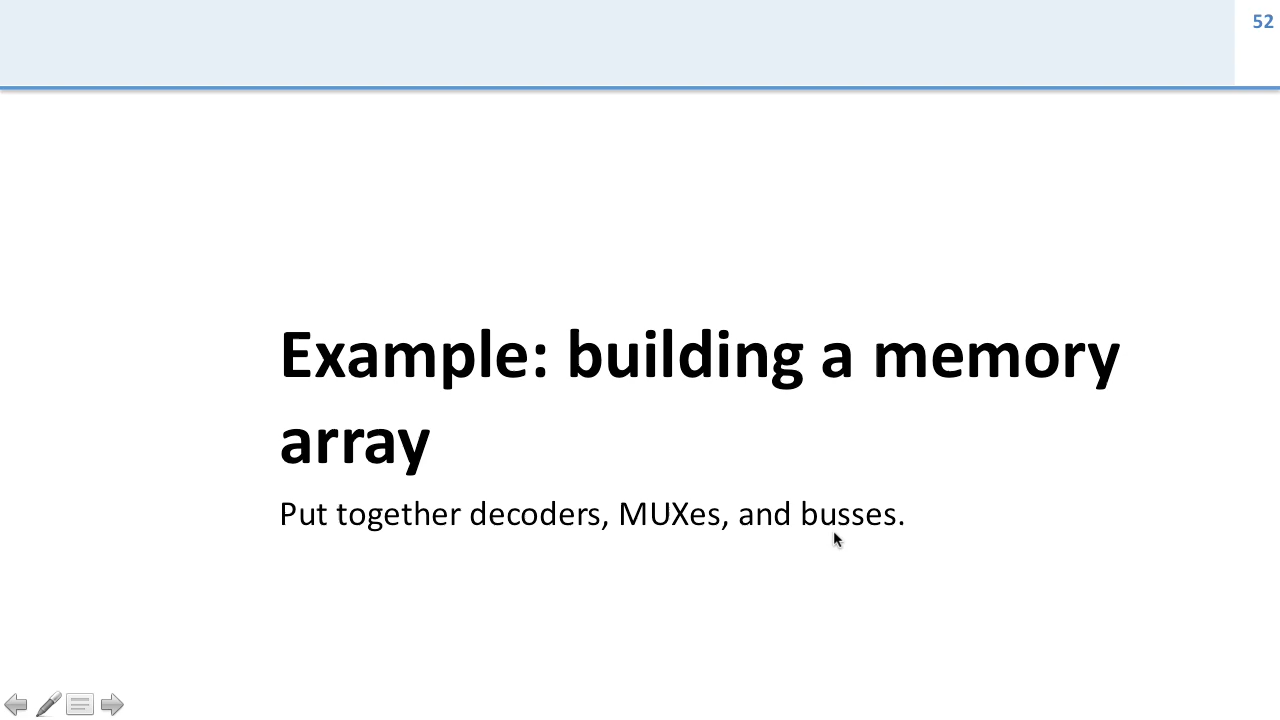 52
Example: building a memory
array
Put together decoders, MUXes, and busses.